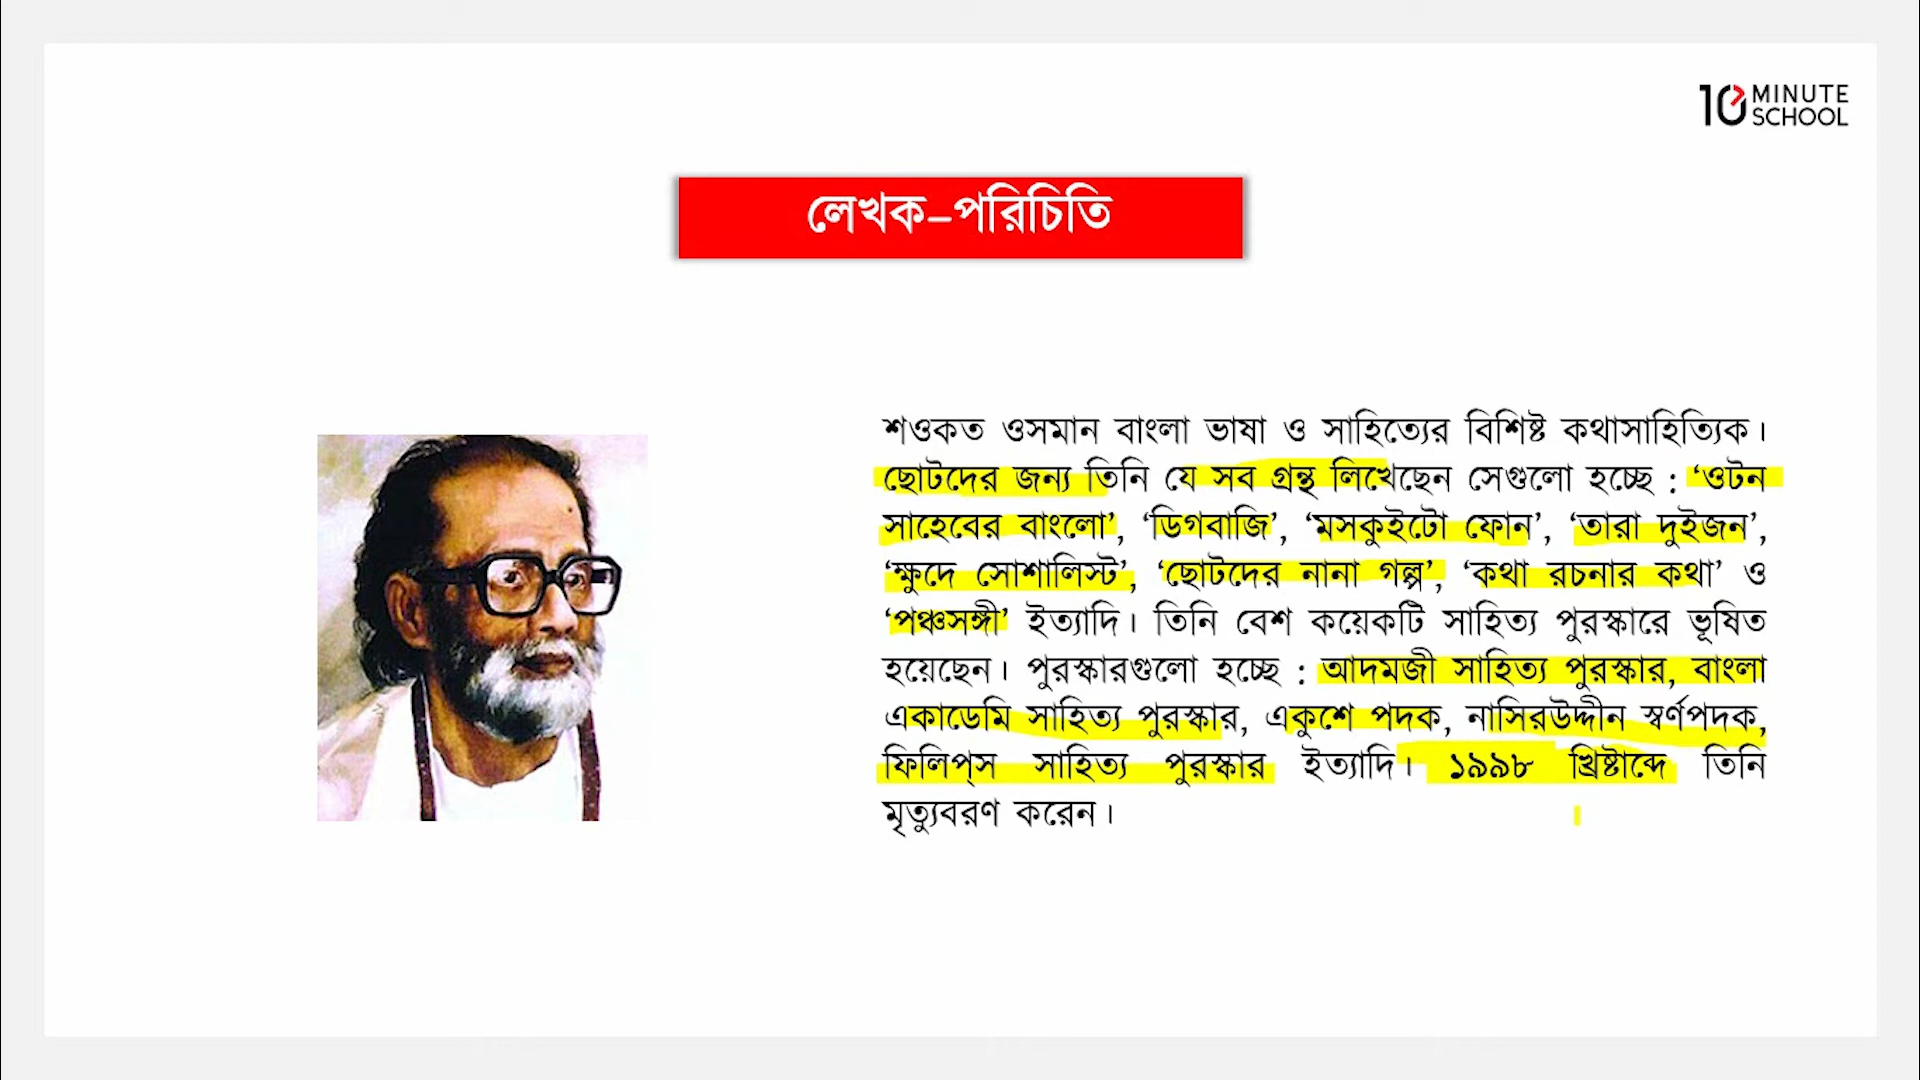 10 MINUTE
SCHOOL
লেখক-পরিচিতি
শওকত ওসমান বাংলা ভাষা ও সাহিত্যের বিশিষ্ট কথাসাহিত্যিক।
ছোটদের জন্য তিনি যে সব গ্রন্থ লিখেছেন সেগুলো হচ্ছে : ‘ওটন
সাহেবের বাংলো’, ‘ডিগবাজি’, ‘মসকুইটো ফোন’, ‘তারা দুইজন’,
‘ক্ষুদে সোশালিস্ট’, ‘ছোটদের নানা গল্প’, ‘কথা রচনার কথা’ ও
‘পঞ্চসঙ্গী’ ইত্যাদি। তিনি বেশ কয়েকটি সাহিত্য পুরস্কারে ভূষিত
হয়েছেন। পুরস্কারগুলো হচ্ছে : আদমজী সাহিত্য পুরস্কার, বাংলা
একাডেমি সাহিত্য পুরস্কার, একুশে পদক, নাসিরউদ্দীন স্বর্ণপদক,
ফিলিপ্স সাহিত্য পুরস্কার ইত্যাদি। ১৯৯৮ খ্রিষ্টাব্দে তিনি
মৃত্যুবরণ করেন।